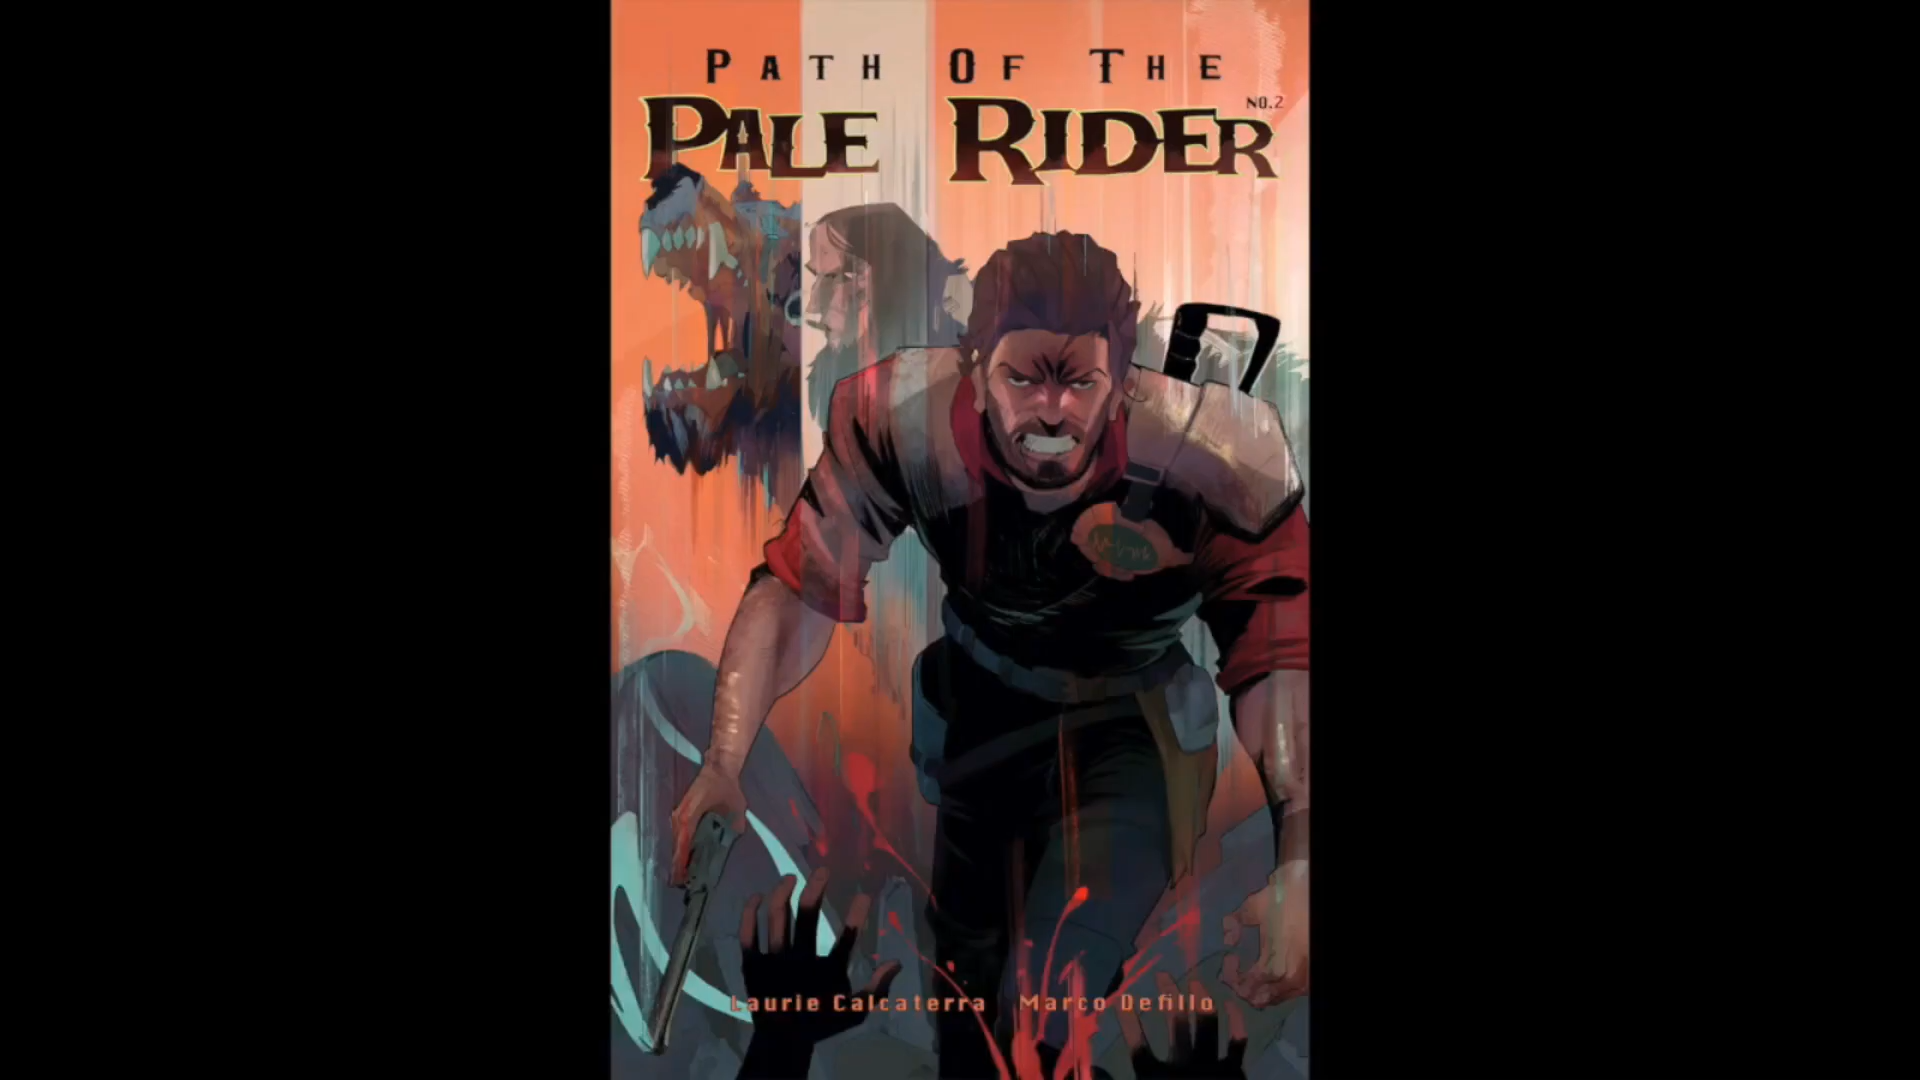 PATH OF THE
PALE RIDER
NO.2
Laurie Calcaterra Marco Defillo